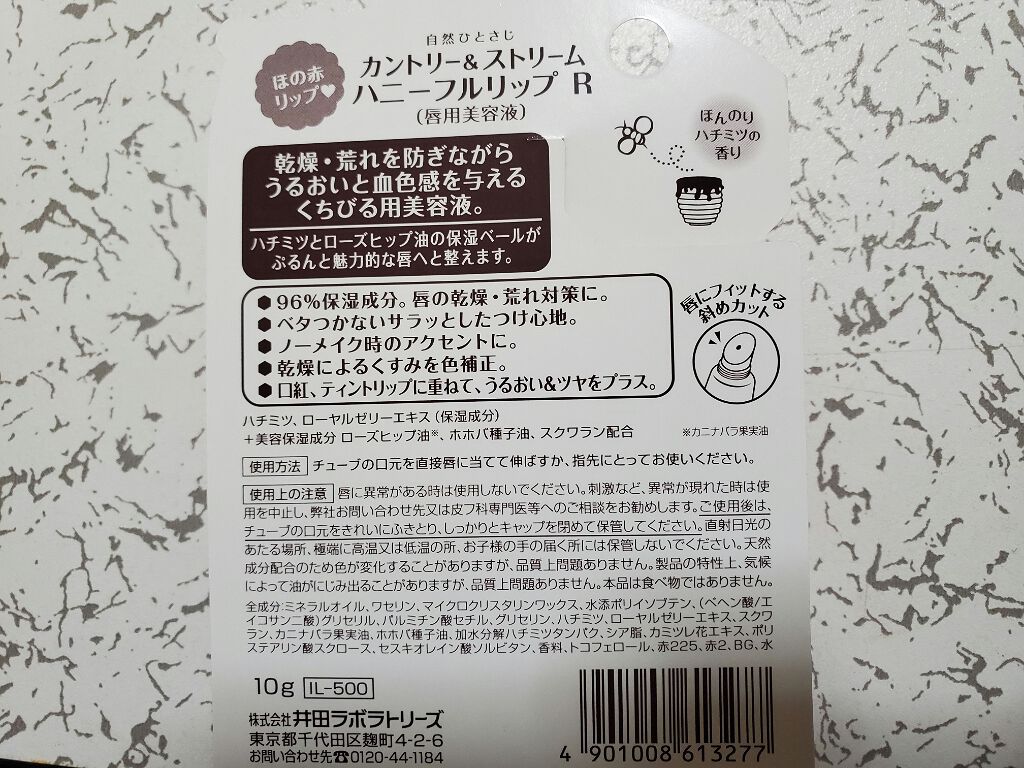 自然ひとさじ
カントリー&ストリーム
ハニーフルリップ R
(唇用美容液)
ほの赤
リップ♥
ほんのり
ハチミツの
香り
乾燥・荒れを防ぎながら
うるおいと血色感を与える
くちびる用美容液。
ハチミツとローズヒップ油の保湿ベールが
ぷるんと魅力的な唇へと整えます。
●96%保湿成分。唇の乾燥・荒れ対策に。
●ベタつかないサラッとしたつけ心地。
●ノーメイク時のアクセントに。
●乾燥によるくすみを色補正。
●口紅、ティントリップに重ねて、うるおい&ツヤをプラス。
唇にフィットする
斜めカット
ハチミツ、ローヤルゼリーエキス(保湿成分)
+美容保湿成分 ローズヒップ油※、ホホバ種子油、スクワラン配合
※カニナバラ果実油
使用方法 チューブの口元を直接唇に当てて伸ばすか、指先にとってお使いください。
使用上の注意 唇に異常がある時は使用しないでください。刺激など、異常が現れた時は使
用を中止し、弊社お問い合わせ先又は皮フ科専門医等へのご相談をお勧めします。ご使用後は、
チューブの口元をきれいにふきとり、しっかりとキャップを閉めて保管してください。直射日光の
あたる場所、極端に高温又は低温の所、お子様の手の届く所には保管しないでください。天然
成分配合のため色が変化することがありますが、品質上問題ありません。製品の特性上、気候
によって油がにじみ出ることがありますが、品質上問題ありません。本品は食べ物ではありません。
全成分:ミネラルオイル、ワセリン、マイクロクリスタリンワックス、水添ポリイソブテン、(ベヘン酸/エ
イコサン二酸)グリセリル、パルミチン酸セチル、グリセリン、ハチミツ、ローヤルゼリーエキス、スクワ
ラン、カニナバラ果実油、ホホバ種子油、加水分解ハチミツタンパク、シア脂、カミツレ花エキス、ポリ
ステアリン酸スクロース、セスキオレイン酸ソルビタン、香料、トコフェロール、赤225、赤2、BG、水
10g IL-500
株式会社 井田ラボラトリーズ
東京都千代田区麹町4-2-6
お問い合わせ先☎0120-44-1184
4 901008 613277